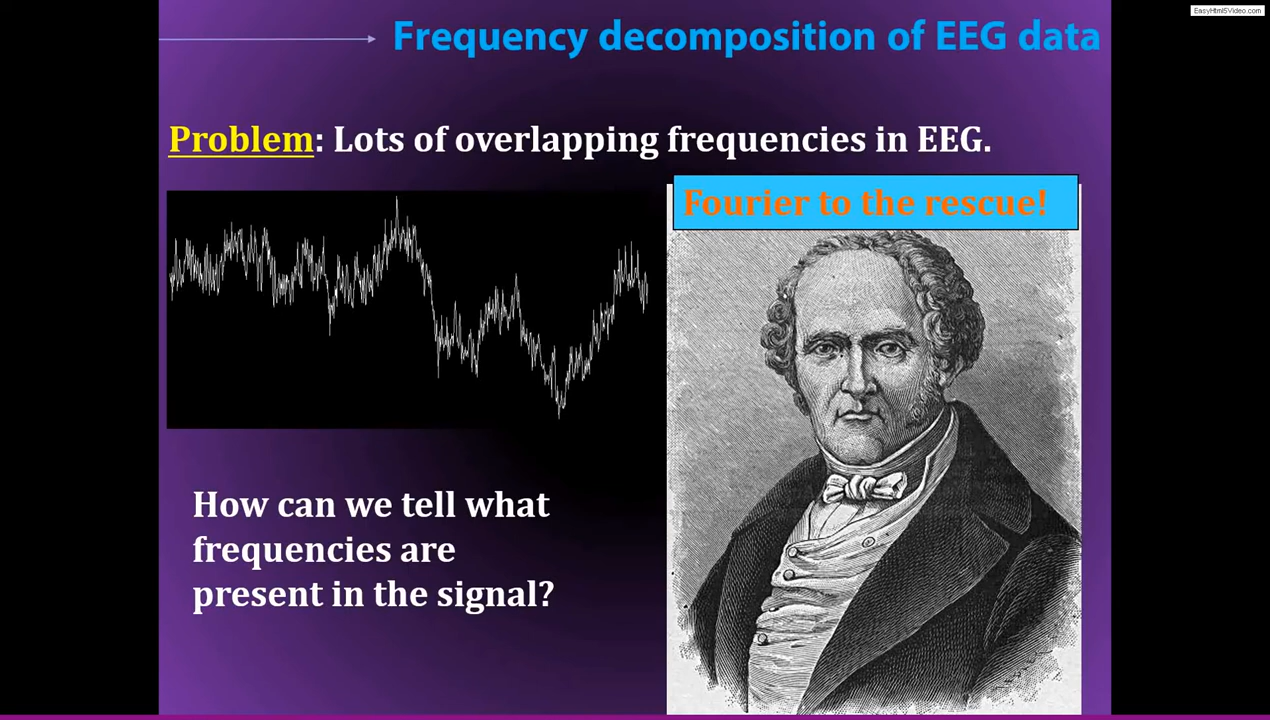 EasyHtml5Video.com
Frequency decomposition of EEG data
Problem: Lots of overlapping frequencies in EEG.
Fourier to the rescue!
How can we tell what
frequencies are
present in the signal?